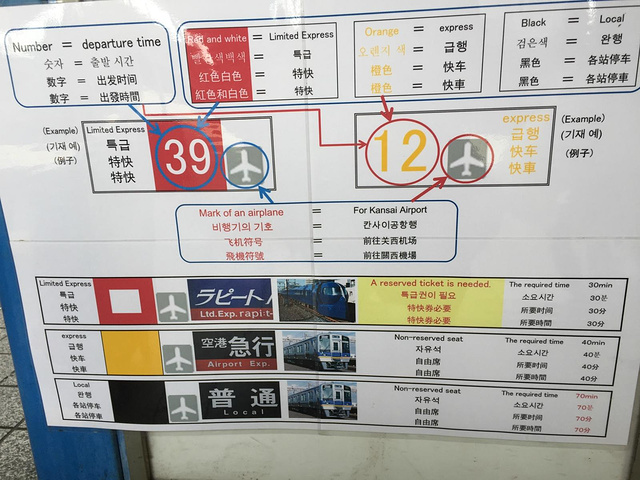 Number = departure time
숫자 = 출발 시간
数字 = 出发时间
數字 = 出發時間
Red and white = Limited Express
빨간색백색 = 특급
红色白色 = 特快
紅色和白色 = 特快
Orange = express
오렌지 색 = 급행
橙色 = 快车
橙色 = 快車
Black = Local
검은색 = 완행
黑色 = 各站停车
黑色 = 各站停車
(Example)
(기재 예)
(例子)
Limited Express
특급
特快
特快
39
12
express
급행
快车
快車
(Example)
(기재 예)
(例子)
Mark of an airplane = For Kansai Airport
비행기의 기호 = 칸사이공항행
飞机符号 = 前往关西机场
飛機符號 = 前往關西機場
Limited Express
특급
特快
特快
ラピート
Ltd.Exp.rapi:t-
A reserved ticket is needed.
특급권이 필요
特快券必要
特快券必要
The required time 30min
소요시간 30분
所要时间 30分
所要時間 30分
express
급행
快车
快車
空港急行
Airport Exp.
Non-reserved seat
자유석
自由席
自由席
The required time 40min
소요시간 40분
所要时间 40分
所要時間 40分
Local
완행
各站停车
各站停車
普通
Local
Non-reserved seat
자유석
自由席
自由席
The required time 70min
소요시간 70분
所要时间 70分
所要時間 70分